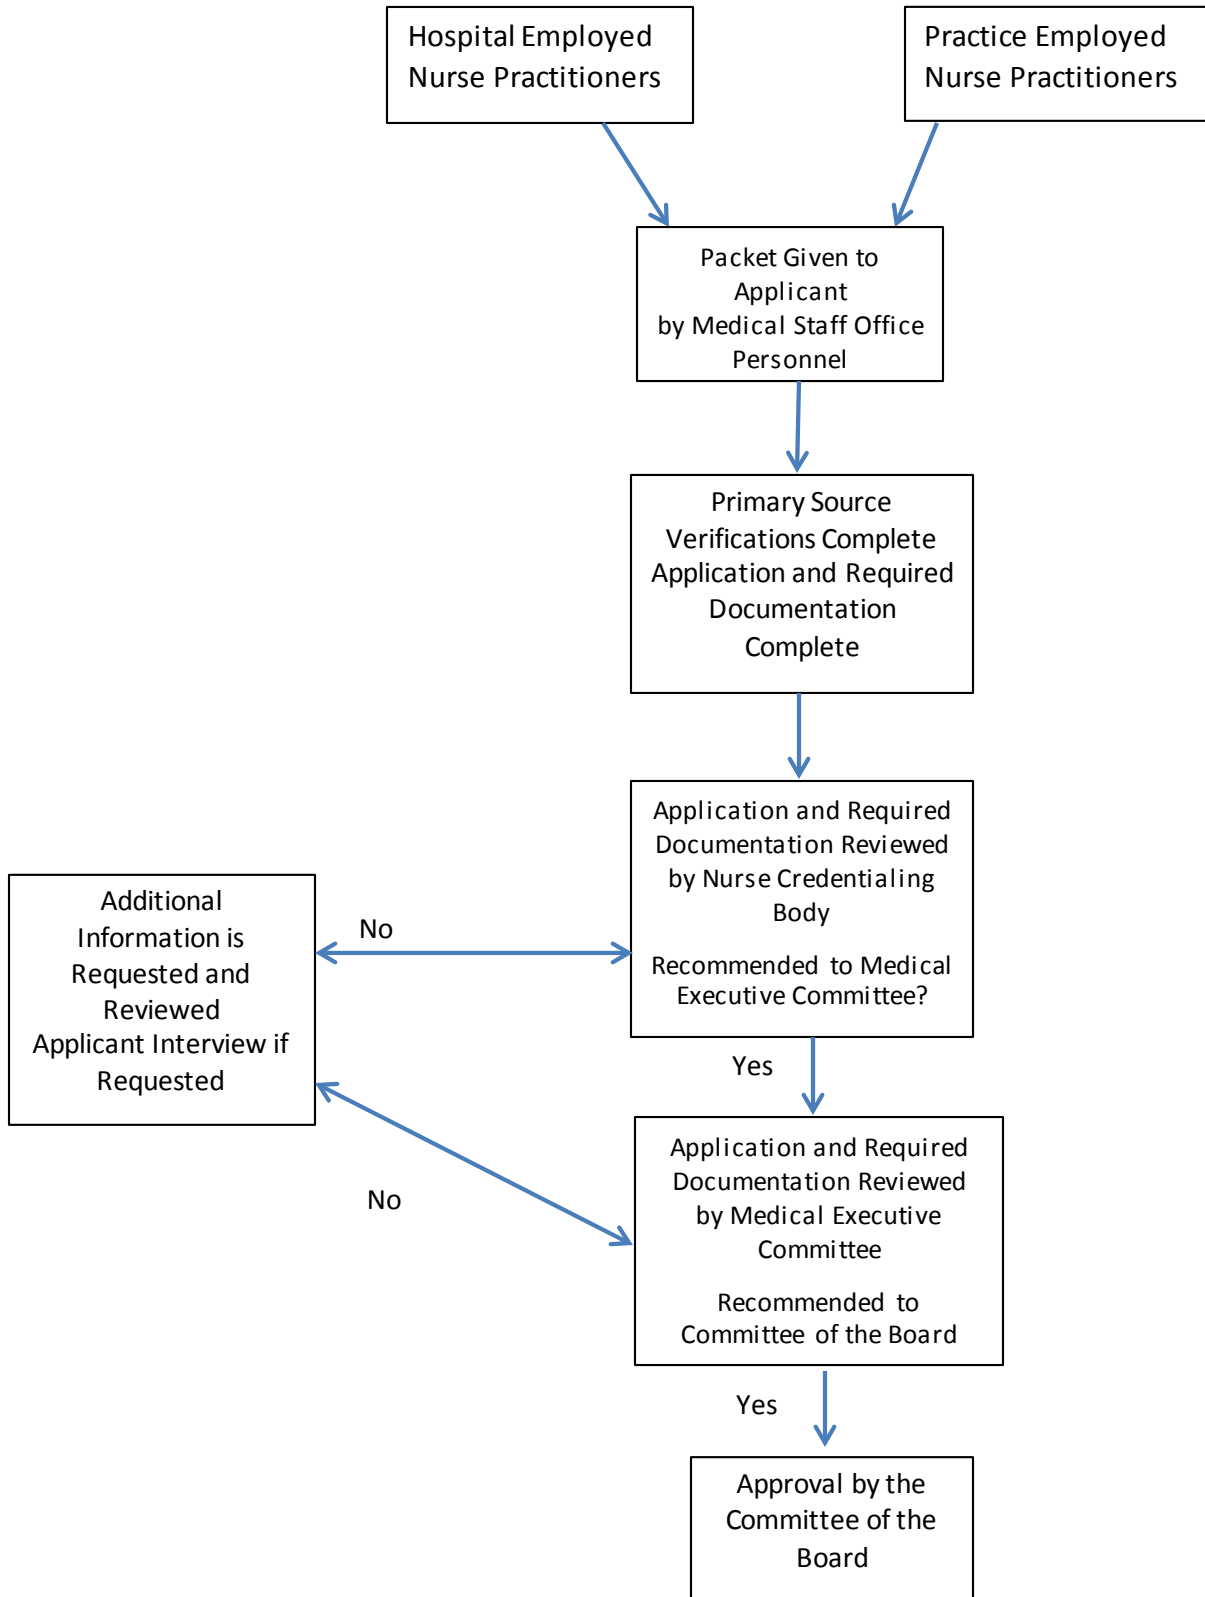 Hospital Employed
Nurse Practitioners
Practice Employed
Nurse Practitioners
Packet Given to
Applicant
by Medical Staff Office
Personnel
Primary Source
Verifications Complete
Application and Required
Documentation
Complete
Application and Required
Documentation Reviewed
by Nurse Credentialing
Body
Recommended to Medical
Executive Committee?
No
Additional
Information is
Requested and
Reviewed
Applicant Interview if
Requested
Yes
No
Application and Required
Documentation Reviewed
by Medical Executive
Committee
Recommended to
Committee of the Board
Yes
Approval by the
Committee of the
Board